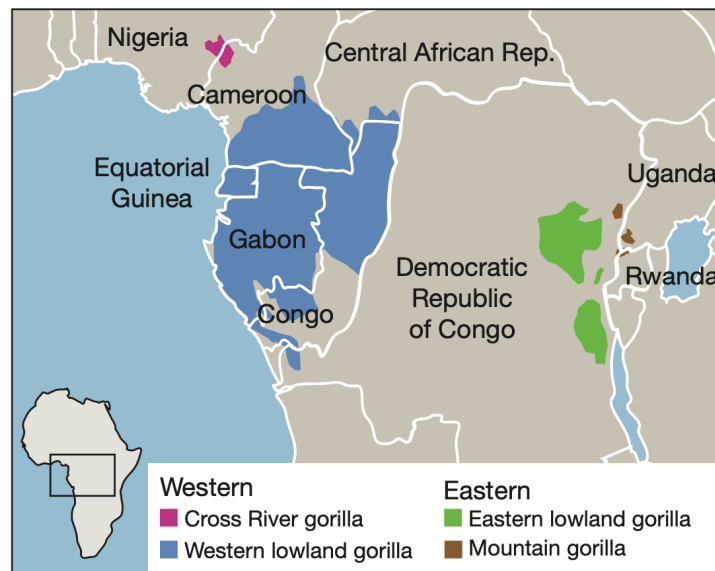 Nigeria
Central African Rep.
Cameroon
Equatorial
Guinea
Uganda
Gabon
Democratic
Republic
of Congo
Rwanda
Congo
Western
Cross River gorilla
Western lowland gorilla
Eastern
Eastern lowland gorilla
Mountain gorilla